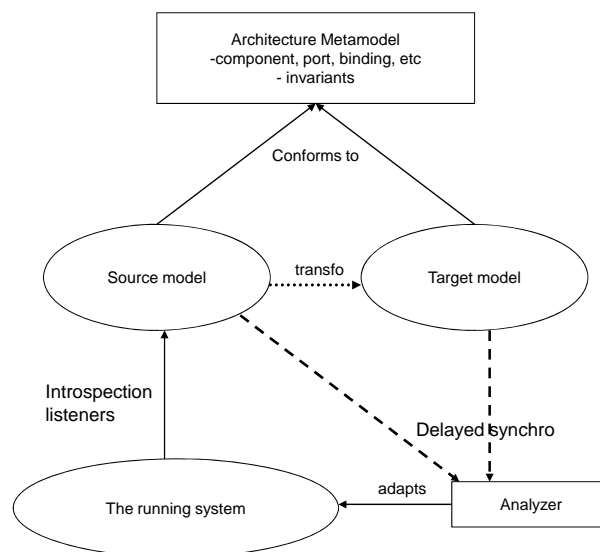 Architecture Metamodel
-component, port, binding, etc
- invariants
Conforms to
Source model
transfo
Target model
Introspection
listeners
Delayed synchro
The running system
adapts
Analyzer